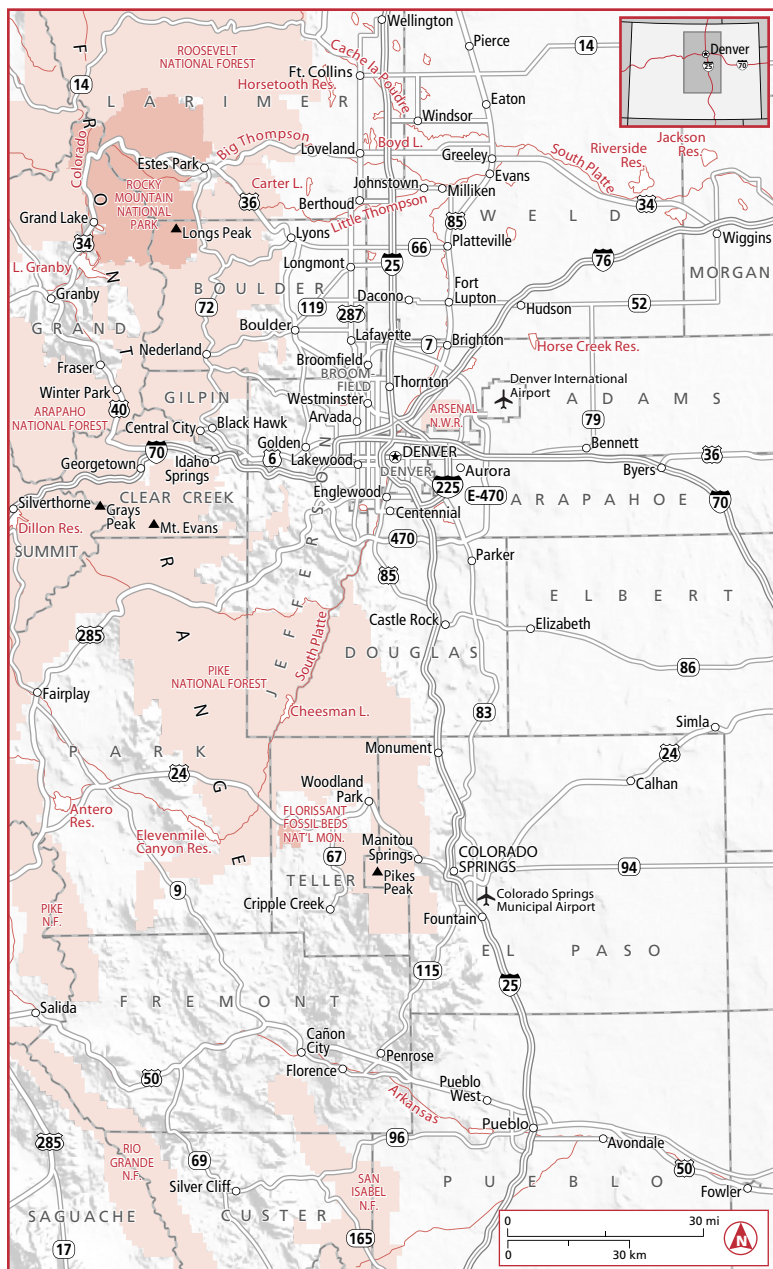 Wellington
ROOSEVELT
NATIONAL FOREST
Cache la Poudre
Pierce
14
Denver
25
70
Ft. Collins
Horsetooth Res.
14
LARIMER
Eaton
Windsor
Jackson
Res.
Riverside
Res.
Colorado
Big Thompson
Loveland
Boyd L.
Greeley
South Platte
Estes Park
Evans
ROCKY
MOUNTAIN
NATIONAL
PARK
Carter L.
36
Johnstown
Milliken
Berthoud
Little Thompson
85
WELD
34
Grand Lake
34
Longs Peak
Lyons
66
Platteville
Wiggins
L. Granby
Longmont
25
76
MORGAN
Granby
BOULDER
72
119
287
Dacono
Fort
Lupton
Hudson
52
GRAND
Boulder
Lafayette
7
Brighton
Horse Creek Res.
Nederland
Fraser
Broomfield
BROOM-
FIELD
Thornton
Denver International
Airport
Winter Park
GILPIN
Westminster
ADAMS
40
ARAPAHO
NATIONAL FOREST
Arvada
ARSENAL
N.W.R.
79
Central City
Black Hawk
Golden
70
Idaho
Springs
6
Lakewood
DENVER
DENVER
Bennett
36
Georgetown
Aurora
Byers
225
E-470
Englewood
Silverthorne
CLEAR CREEK
Grays
Peak
Mt. Evans
Centennial
ARAPAHOE
70
Dillon Res.
SUMMIT
470
Parker
JEFFERSON
85
ELBERT
FRONT RANGE
285
Castle Rock
Elizabeth
South Platte
DOUGLAS
PIKE
NATIONAL FOREST
86
Fairplay
Cheesman L.
83
Simla
PARK
Monument
24
24
Calhan
Woodland
Park
Antero
Res.
Elevenmile
Canyon Res.
FLORISSANT
FOSSIL BEDS
NAT'L MON.
67
Manitou
Springs
COLORADO
SPRINGS
94
9
TELLER
Pikes
Peak
Cripple Creek
Colorado Springs
Municipal Airport
PIKE
N.F.
Fountain
EL PASO
115
25
Salida
FREMONT
Cañon
City
Penrose
50
Florence
Arkansas
Pueblo
West
Pueblo
96
Avondale
285
RIO
GRANDE
N.F.
69
50
Silver Cliff
SAN
ISABEL
N.F.
PUEBLO
Fowler
SAGUACHE
CUSTER
17
165
0 30 mi
0 30 km
N